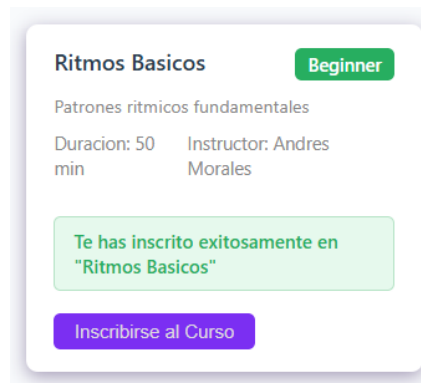 Ritmos Basicos
Beginner
Patrones ritmicos fundamentales
Duracion: 50
min
Instructor: Andres
Morales
Te has inscrito exitosamente en
"Ritmos Basicos"
Inscribirse al Curso